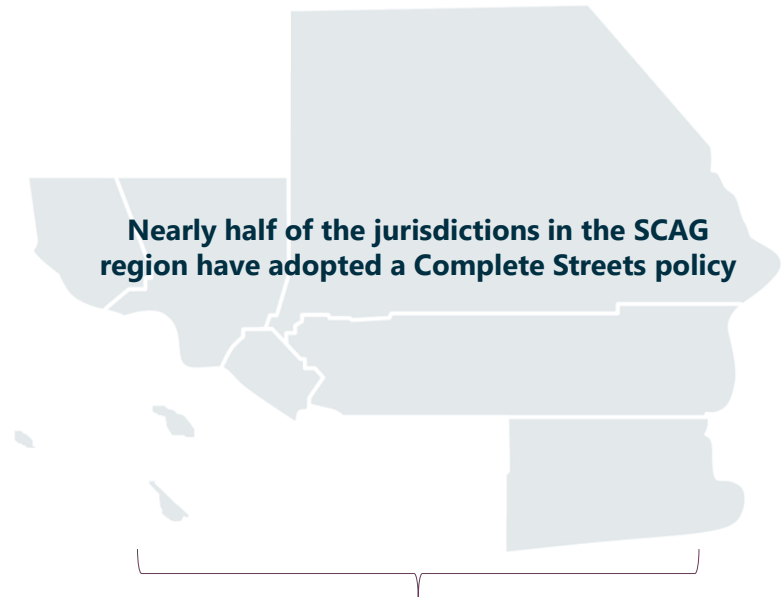 Nearly half of the jurisdictions in the SCAG
region have adopted a Complete Streets policy